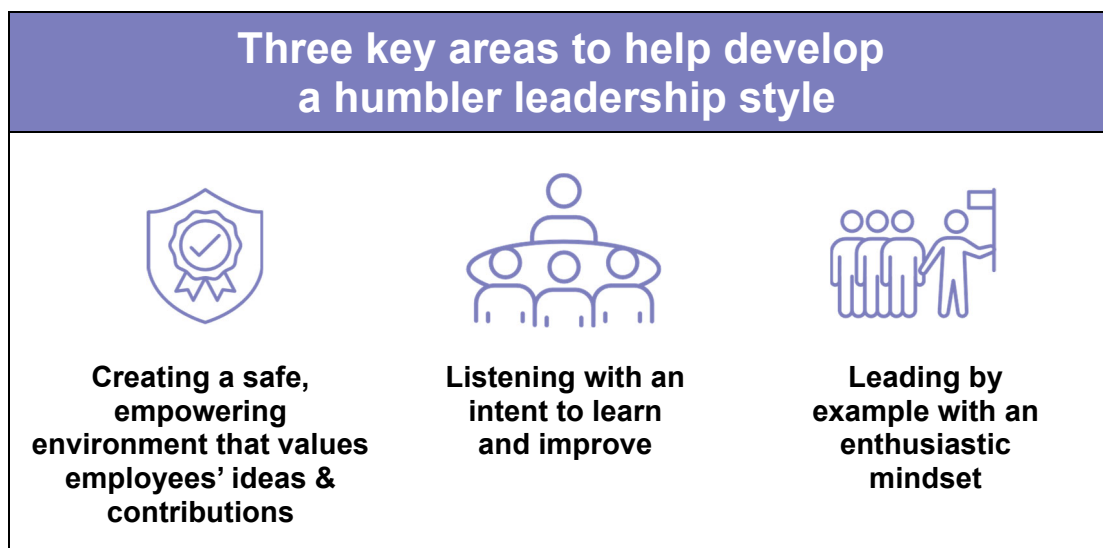 Three key areas to help develop
a humbler leadership style
Creating a safe,
empowering
environment that values
employees’ ideas &
contributions
Listening with an
intent to learn
and improve
Leading by
example with an
enthusiastic
mindset